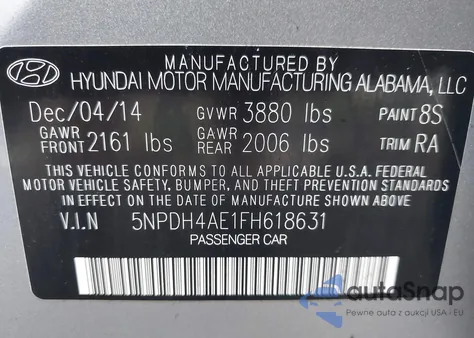 MANUFACTURED BY
HYUNDAI MOTOR MANUFACTURING ALABAMA, LLC
Dec/04/14 GVWR 3880 lbs PAINT 8S
GAWR FRONT 2161 lbs GAWR REAR 2006 lbs TRIM RA
THIS VEHICLE CONFORMS TO ALL APPLICABLE U.S.A. FEDERAL
MOTOR VEHICLE SAFETY, BUMPER, AND THEFT PREVENTION STANDARDS
IN EFFECT ON THE DATE OF MANUFACTURE SHOWN ABOVE.
V.I.N 5NPDH4AE1FH618631
PASSENGER CAR
autoSnap
Pewne auta z aukcji USA i EU